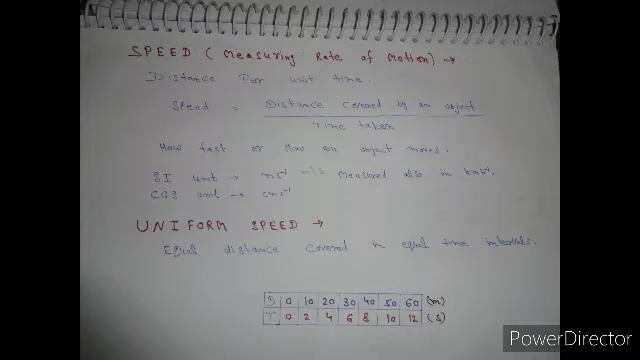 SPEED ( Measuring Rate of Motion) →
Distance Per unit time.
Speed = Distance covered by an object
Time taken
How fast or slow an object moves.
SI unit → ms⁻¹ m/s Measured also in kmh⁻¹
CGS unit → cms⁻¹
UNIFORM SPEED →
Equal distance covered in equal time intervals.
D 0 10 20 30 40 50 60 (m)
T 0 2 4 6 8 10 12 (s)
PowerDirector